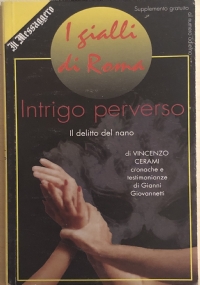 Il Messaggero
Supplemento gratuito
I gialli
di Roma
Intrigo perverso
Il delitto del nano
di VINCENZO
CERAMI
cronache e
testimonianze
di Gianni
Giovannetti